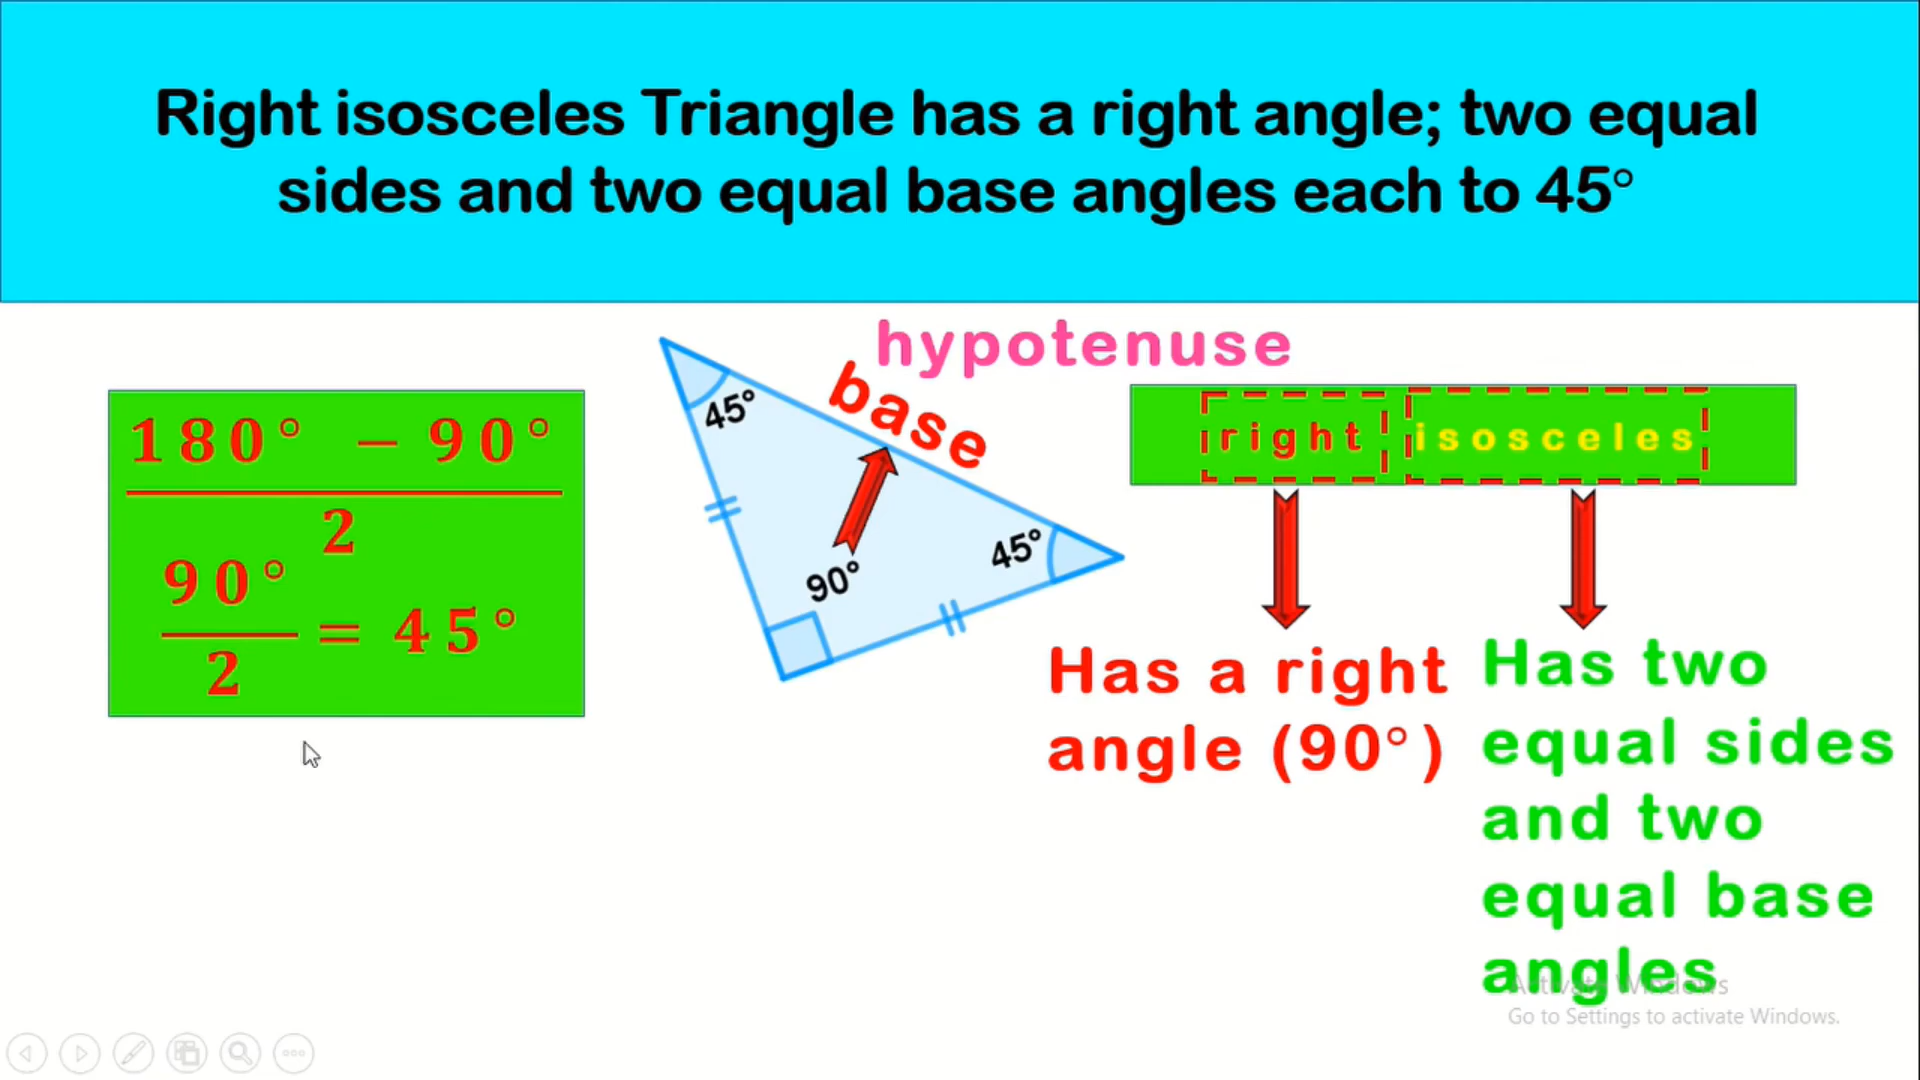 Right isosceles Triangle has a right angle; two equal
sides and two equal base angles each to 45°
180° − 90°
2
90°
2
= 45°
hypotenuse
base
45°
90°
45°
right isosceles
Has a right
angle (90°)
Has two
equal sides
and two
equal base
angles
Activate Windows
Go to Settings to activate Windows.